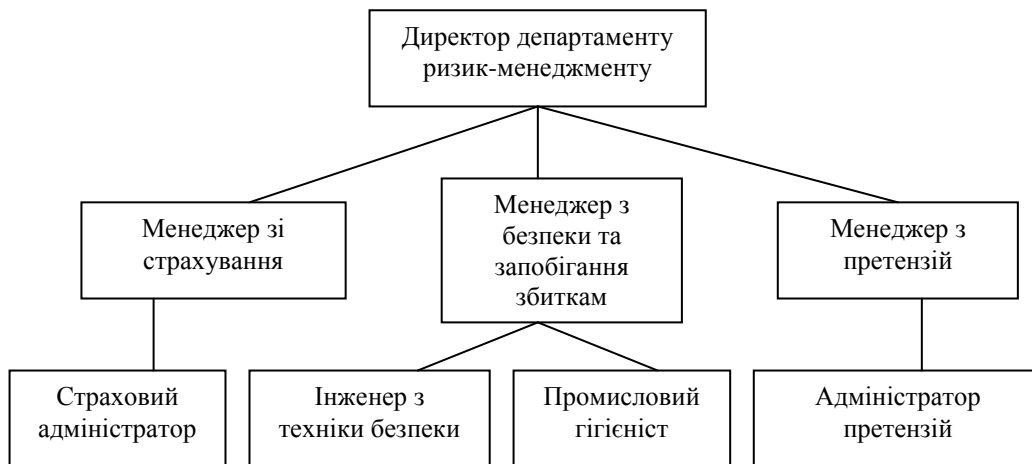 Директор департаменту
ризик-менеджменту
Менеджер зі
страхування
Менеджер з
безпеки та
запобігання
збиткам
Менеджер з
претензій
Страховий
адміністратор
Інженер з
техніки безпеки
Промисловий
гігієніст
Адміністратор
претензій